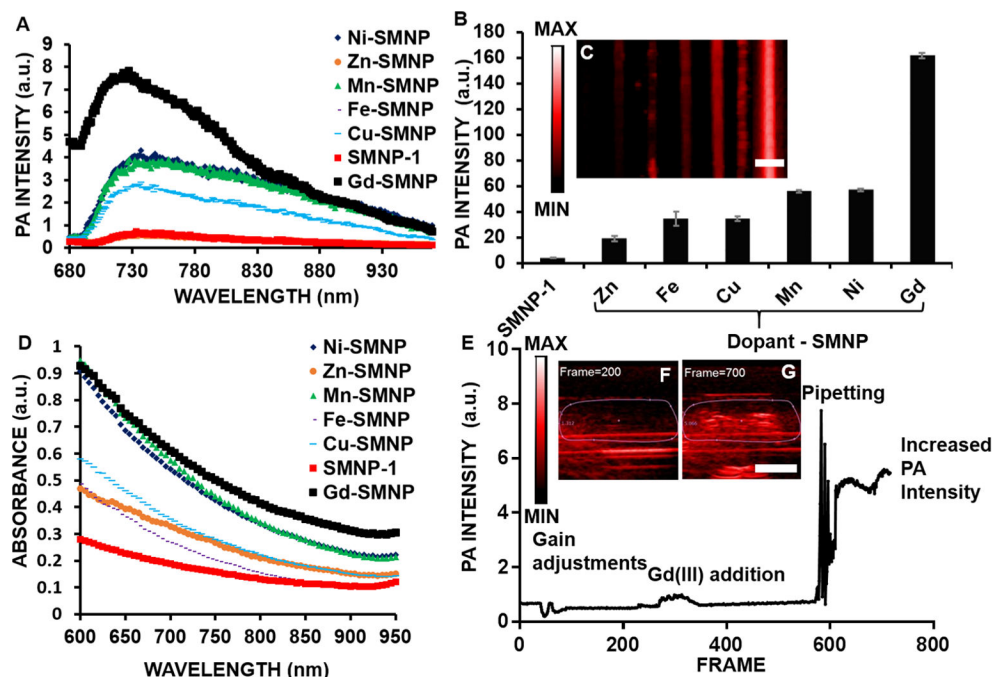 A
PA INTENSITY (a.u.)
9
8
7
6
5
4
3
2
1
0
680
730
780
830
880
930
WAVELENGTH (nm)
Ni-SMNP
Zn-SMNP
Mn-SMNP
Fe-SMNP
Cu-SMNP
SMNP-1
Gd-SMNP
B
PA INTENSITY (a.u.)
180
160
140
120
100
80
60
40
20
0
MAX
MIN
C
SMNP-1
Zn
Fe
Cu
Mn
Ni
Gd
Dopant - SMNP
D
ABSORBANCE (a.u.)
1
0.9
0.8
0.7
0.6
0.5
0.4
0.3
0.2
0.1
0
600
650
700
750
800
850
900
950
WAVELENGTH (nm)
Ni-SMNP
Zn-SMNP
Mn-SMNP
Fe-SMNP
Cu-SMNP
SMNP-1
Gd-SMNP
E
PA INTENSITY (a.u.)
10
8
6
4
2
0
MAX
MIN
Frame=200
F
Frame=700
G
Pipetting
Increased
PA
Intensity
Gain
adjustments
Gd(III) addition
0
200
400
600
800
FRAME